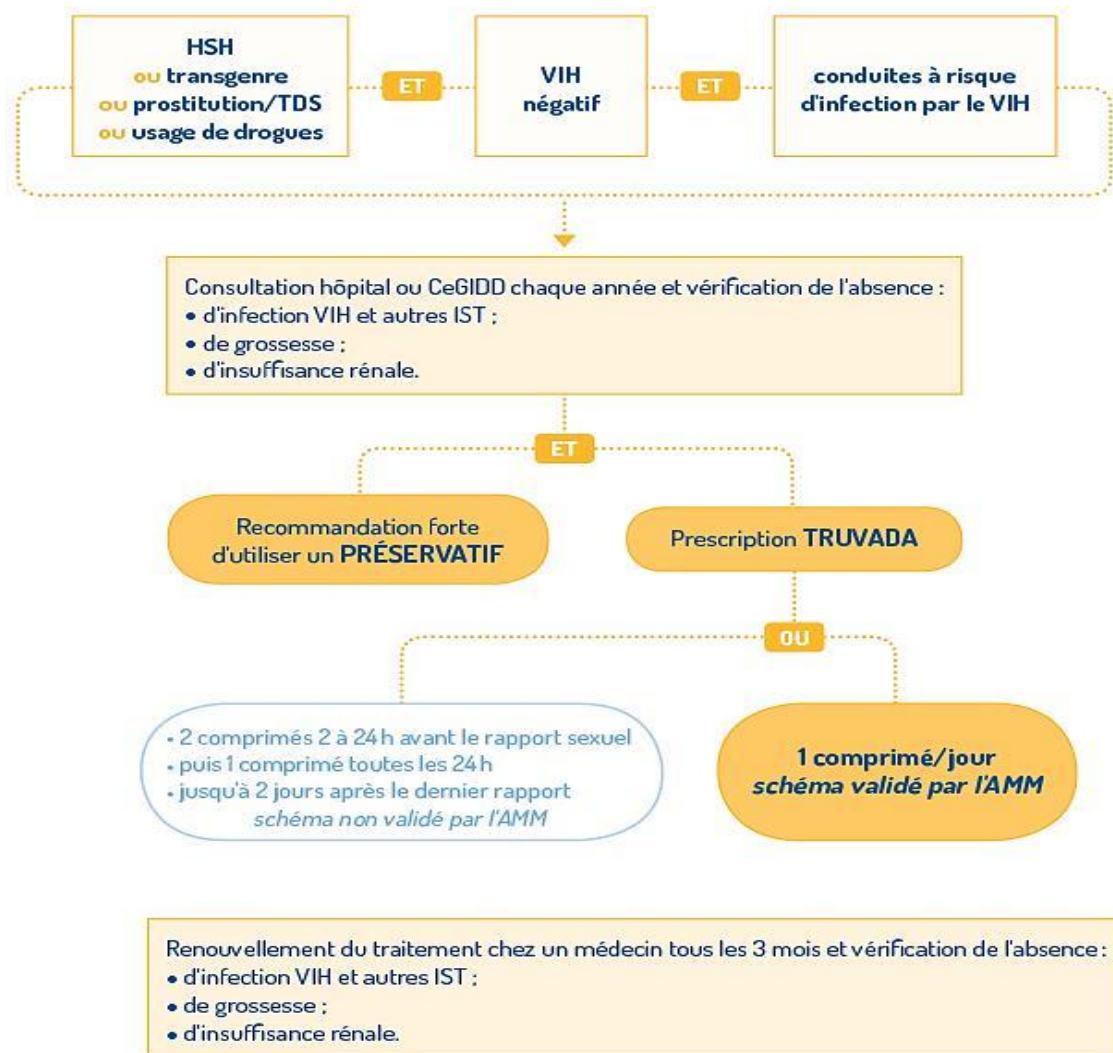 HSH
ou transgenre
ou prostitution/TDS
ou usage de drogues
ET
VIH
négatif
ET
conduites à risque
d'infection par le VIH
Consultation hôpital ou CeGIDD chaque année et vérification de l'absence :
• d'infection VIH et autres IST ;
• de grossesse ;
• d'insuffisance rénale.
ET
Recommandation forte
d'utiliser un PRÉSERVATIF
Prescription TRUVADA
OU
• 2 comprimés 2 à 24h avant le rapport sexuel
• puis 1 comprimé toutes les 24h
• jusqu'à 2 jours après le dernier rapport
schéma non validé par l'AMM
1 comprimé/jour
schéma validé par l'AMM
Renouvellement du traitement chez un médecin tous les 3 mois et vérification de l'absence :
• d'infection VIH et autres IST ;
• de grossesse ;
• d'insuffisance rénale.